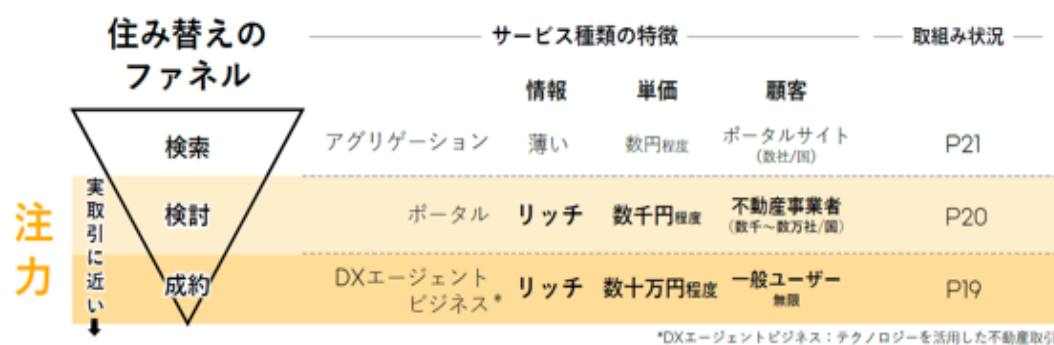 住み替えの
ファネル
サービス種類の特徴
取組み状況
情報 単価 顧客
検索 アグリゲーション 薄い 数円程度 ポータルサイト
(数社/国)
P21
注力
実取引に近い
検討 ポータル リッチ 数千円程度 不動産事業者
(数千~数万社/国)
P20
成約 DXエージェント
ビジネス* リッチ 数十万円程度 一般ユーザー
無限
P19
*DXエージェントビジネス:テクノロジーを活用した不動産取引